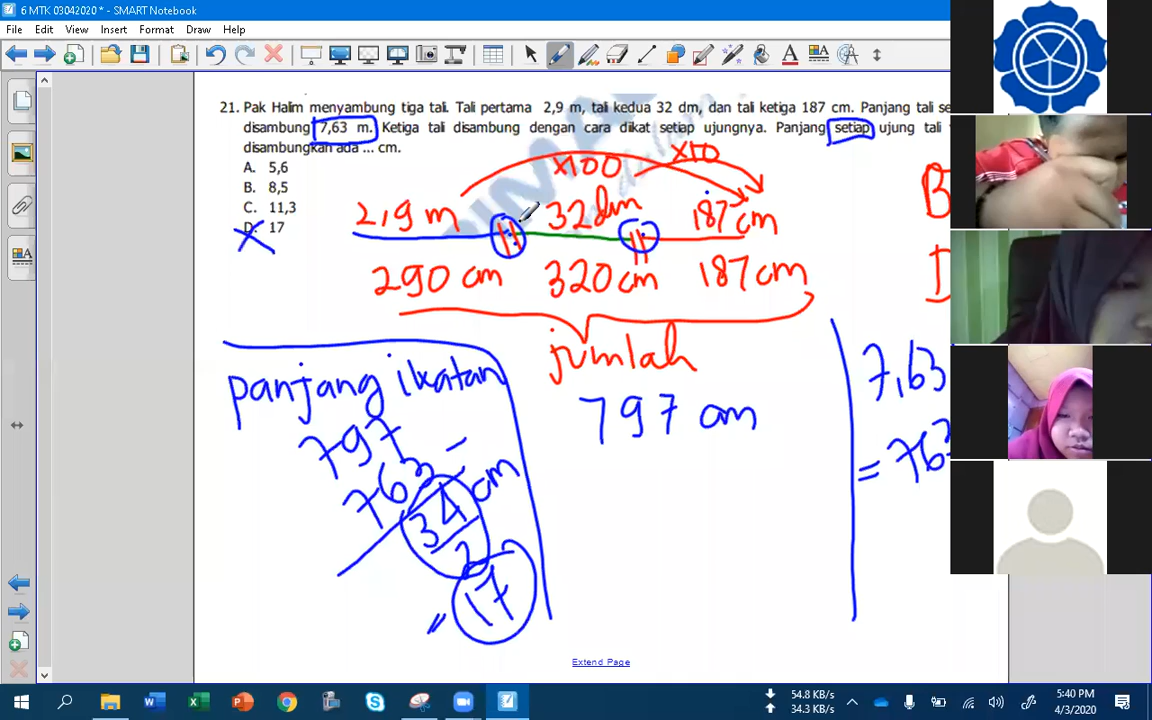 6 MTK 03042020 * - SMART Notebook
File Edit View Insert Format Draw Help
21. Pak Halim menyambung tiga tali. Tali pertama 2,9 m, tali kedua 32 dm, dan tali ketiga 187 cm. Panjang tali se
disambung 7,63 m. Ketiga tali disambung dengan cara diikat setiap ujungnya. Panjang setiap ujung tali
disambungkan ada ... cm.
A. 5,6
B. 8,5
C. 11,3
D. 17
x100 x10
2,9 m 32 dm 187 cm
290 cm 320 cm 187 cm
jumlah
797 cm
panjang ikatan
797
763 -
34 cm
2
= 17
7,63
= 763
B
D
Extend Page
54.8 KB/s
34.3 KB/s
5:40 PM
4/3/2020